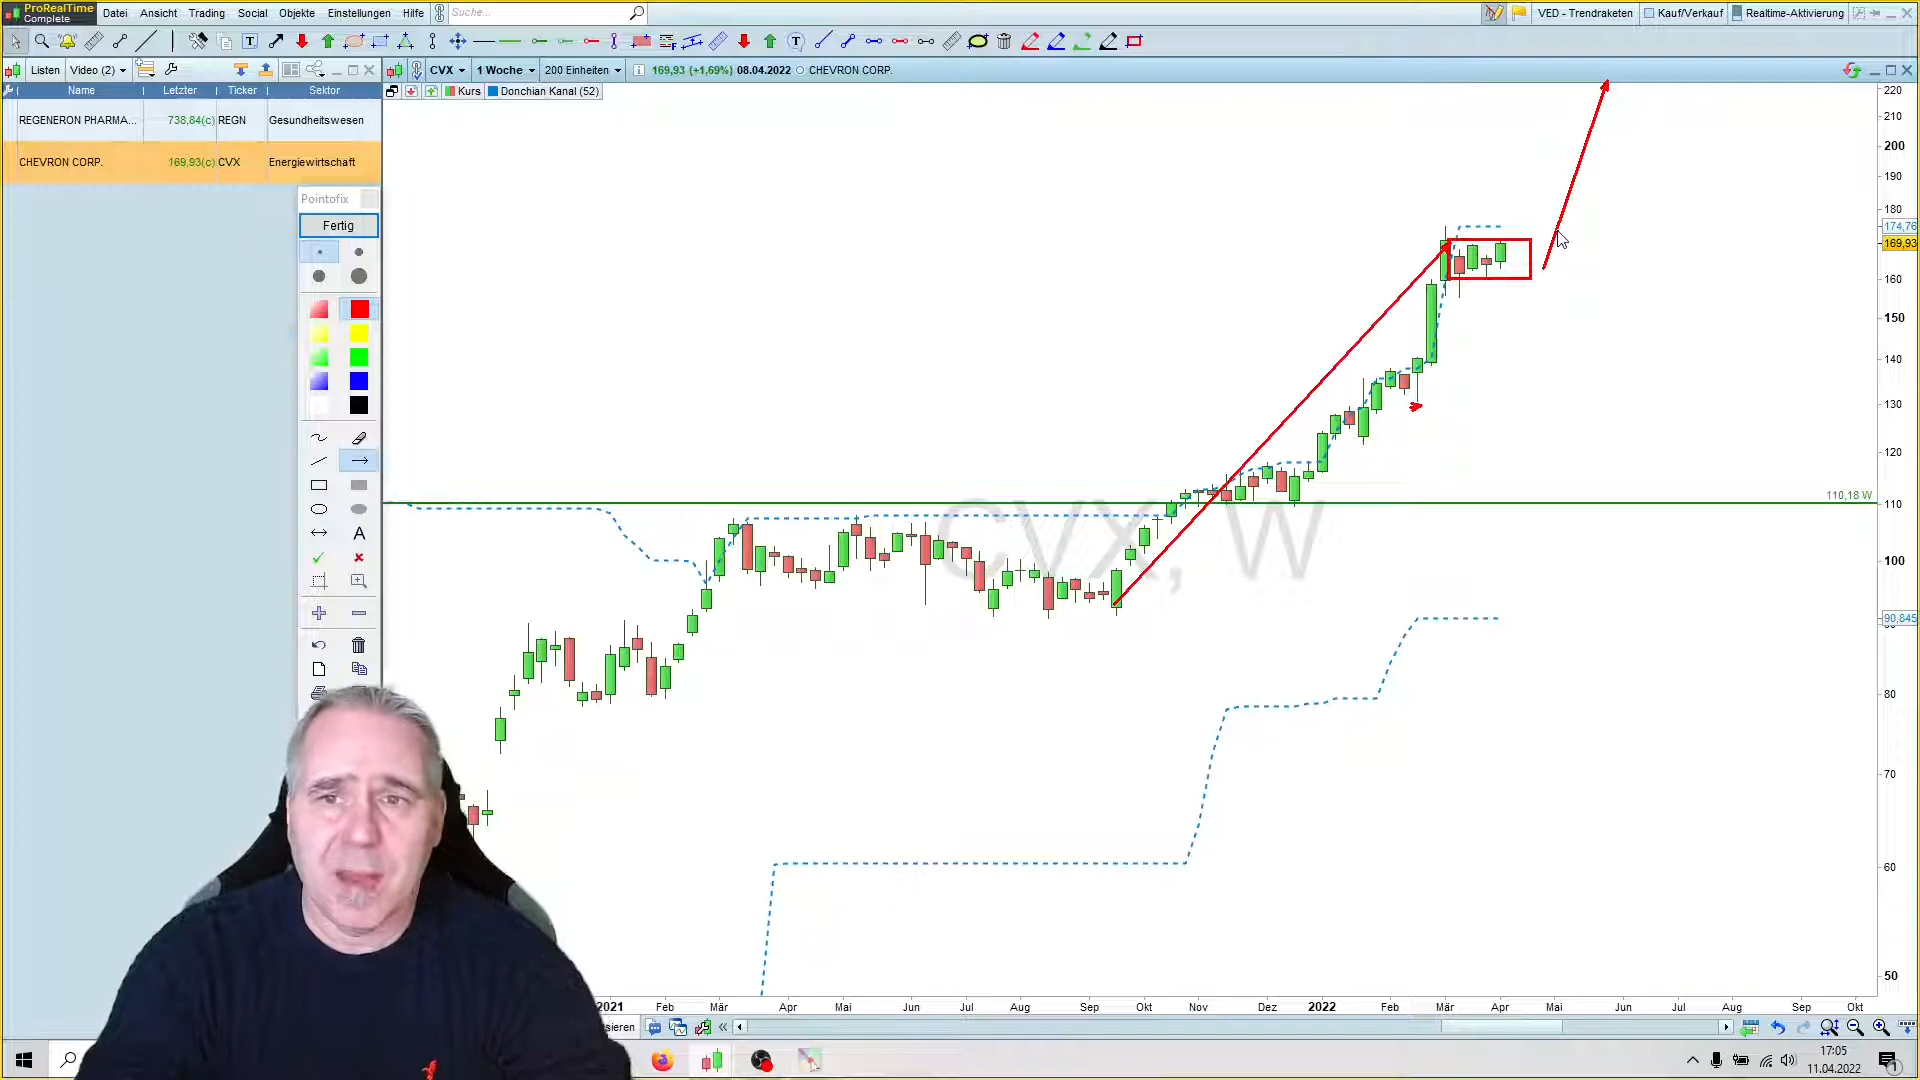 ProRealTime
Complete
Datei Ansicht Trading Social Objekte Einstellungen Hilfe Suche...
VED - Trendraketen Kauf/Verkauf Realtime-Aktivierung
Listen Video (2)
CVX 1 Woche 200 Einheiten 169,93 (+1,69%) 08.04.2022 CHEVRON CORP.
Name Letzter Ticker Sektor
Kurs Donchian Kanal (52)
REGENERON PHARMA... 738,84(c) REGN Gesundheitswesen
CHEVRON CORP. 169,93(c) CVX Energiewirtschaft
Pointofix
Fertig
A
CVX, W
110,18 W
220
210
200
190
180
174,76
169,93
160
150
140
130
120
110
100
90,845
80
70
60
50
2021 Feb Mär Apr Mai Jun Jul Aug Sep Okt Nov Dez 2022 Feb Mär Apr Mai Jun Jul Aug Sep Okt
sieren
17:05
11.04.2022
1